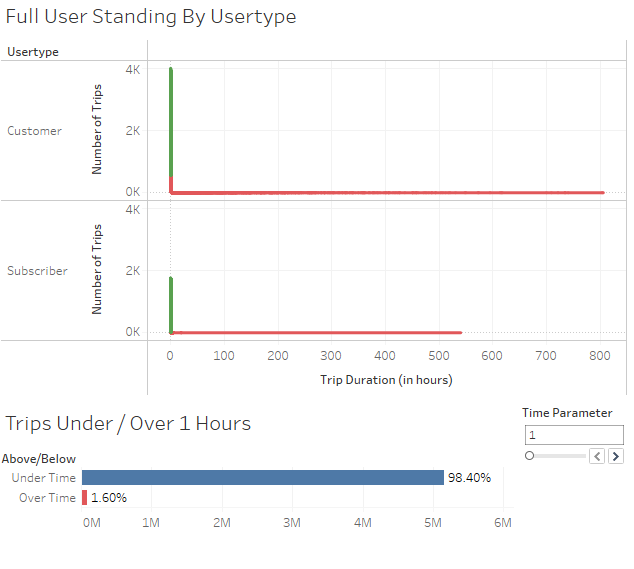 Full User Standing By Usertype
Usertype
Customer
Number of Trips
4K
2K
0K
Subscriber
Number of Trips
4K
2K
0K
0 100 200 300 400 500 600 700 800
Trip Duration (in hours)
Trips Under / Over 1 Hours
Time Parameter
1
Above/Below
Under Time 98.40%
Over Time 1.60%
0M 1M 2M 3M 4M 5M 6M